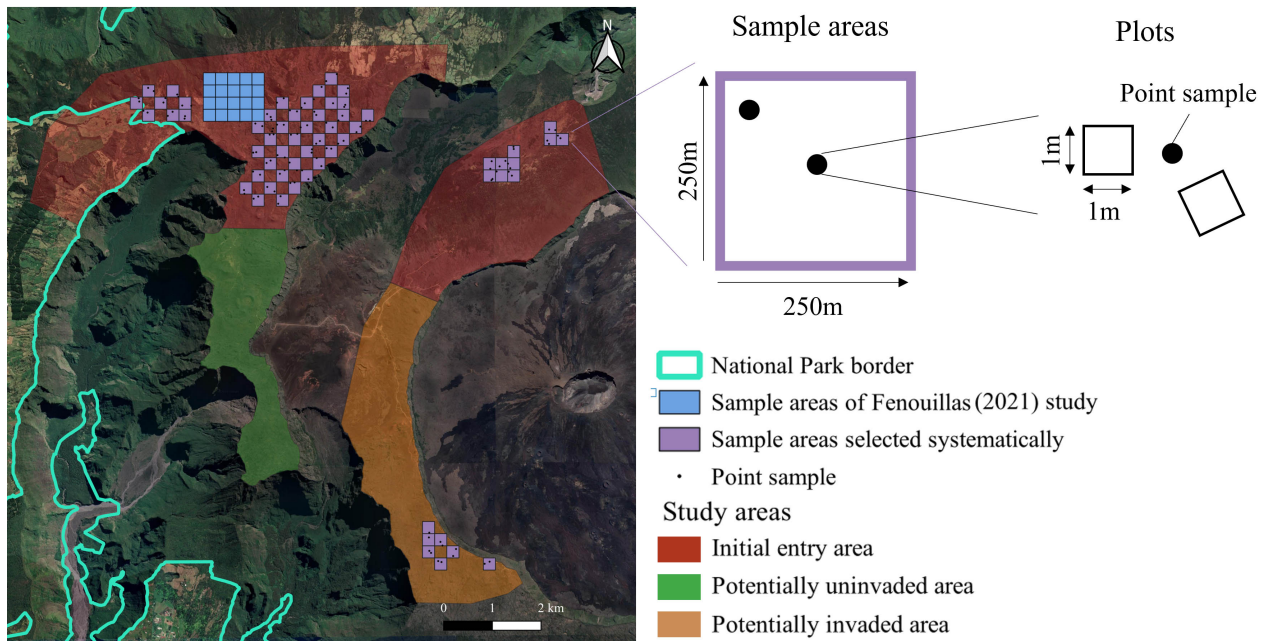 N
0 1 2 km
Sample areas
250m
250m
Plots
Point sample
1m
1m
National Park border
Sample areas of Fenouillas (2021) study
Sample areas selected systematically
Point sample
Study areas
Initial entry area
Potentially uninvaded area
Potentially invaded area